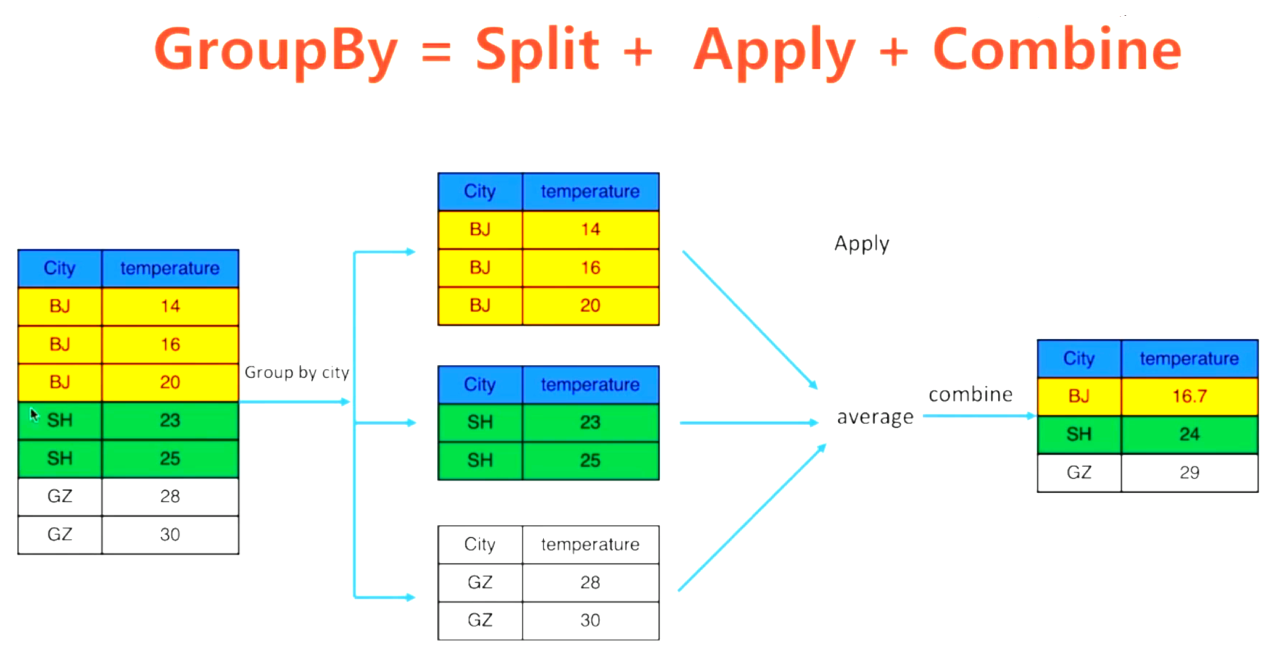 GroupBy = Split + Apply + Combine
City temperature
BJ 14
BJ 16
BJ 20
SH 23
SH 25
GZ 28
GZ 30
Group by city
City temperature
BJ 14
BJ 16
BJ 20
City temperature
SH 23
SH 25
City temperature
GZ 28
GZ 30
Apply
average
combine
City temperature
BJ 16.7
SH 24
GZ 29